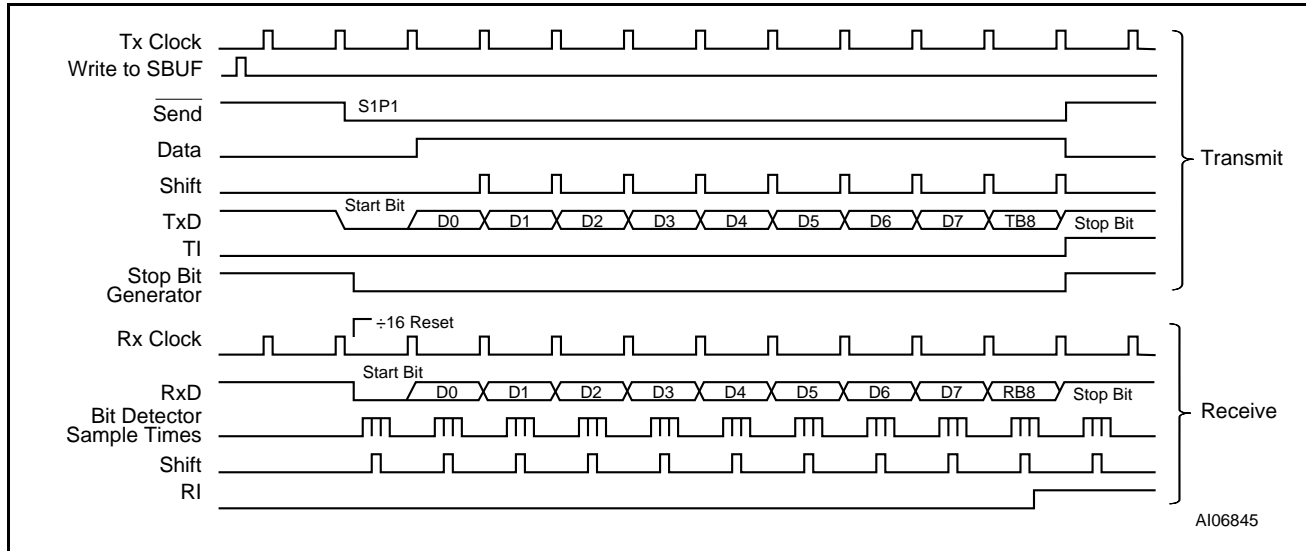 Tx Clock
Write to SBUF
Send
S1P1
Data
Transmit
Shift
Start Bit
TxD
D0 D1 D2 D3 D4 D5 D6 D7 TB8 Stop Bit
TI
Stop Bit
Generator
÷16 Reset
Rx Clock
Start Bit
RxD
D0 D1 D2 D3 D4 D5 D6 D7 RB8 Stop Bit
Bit Detector
Sample Times
Receive
Shift
RI
AI06845